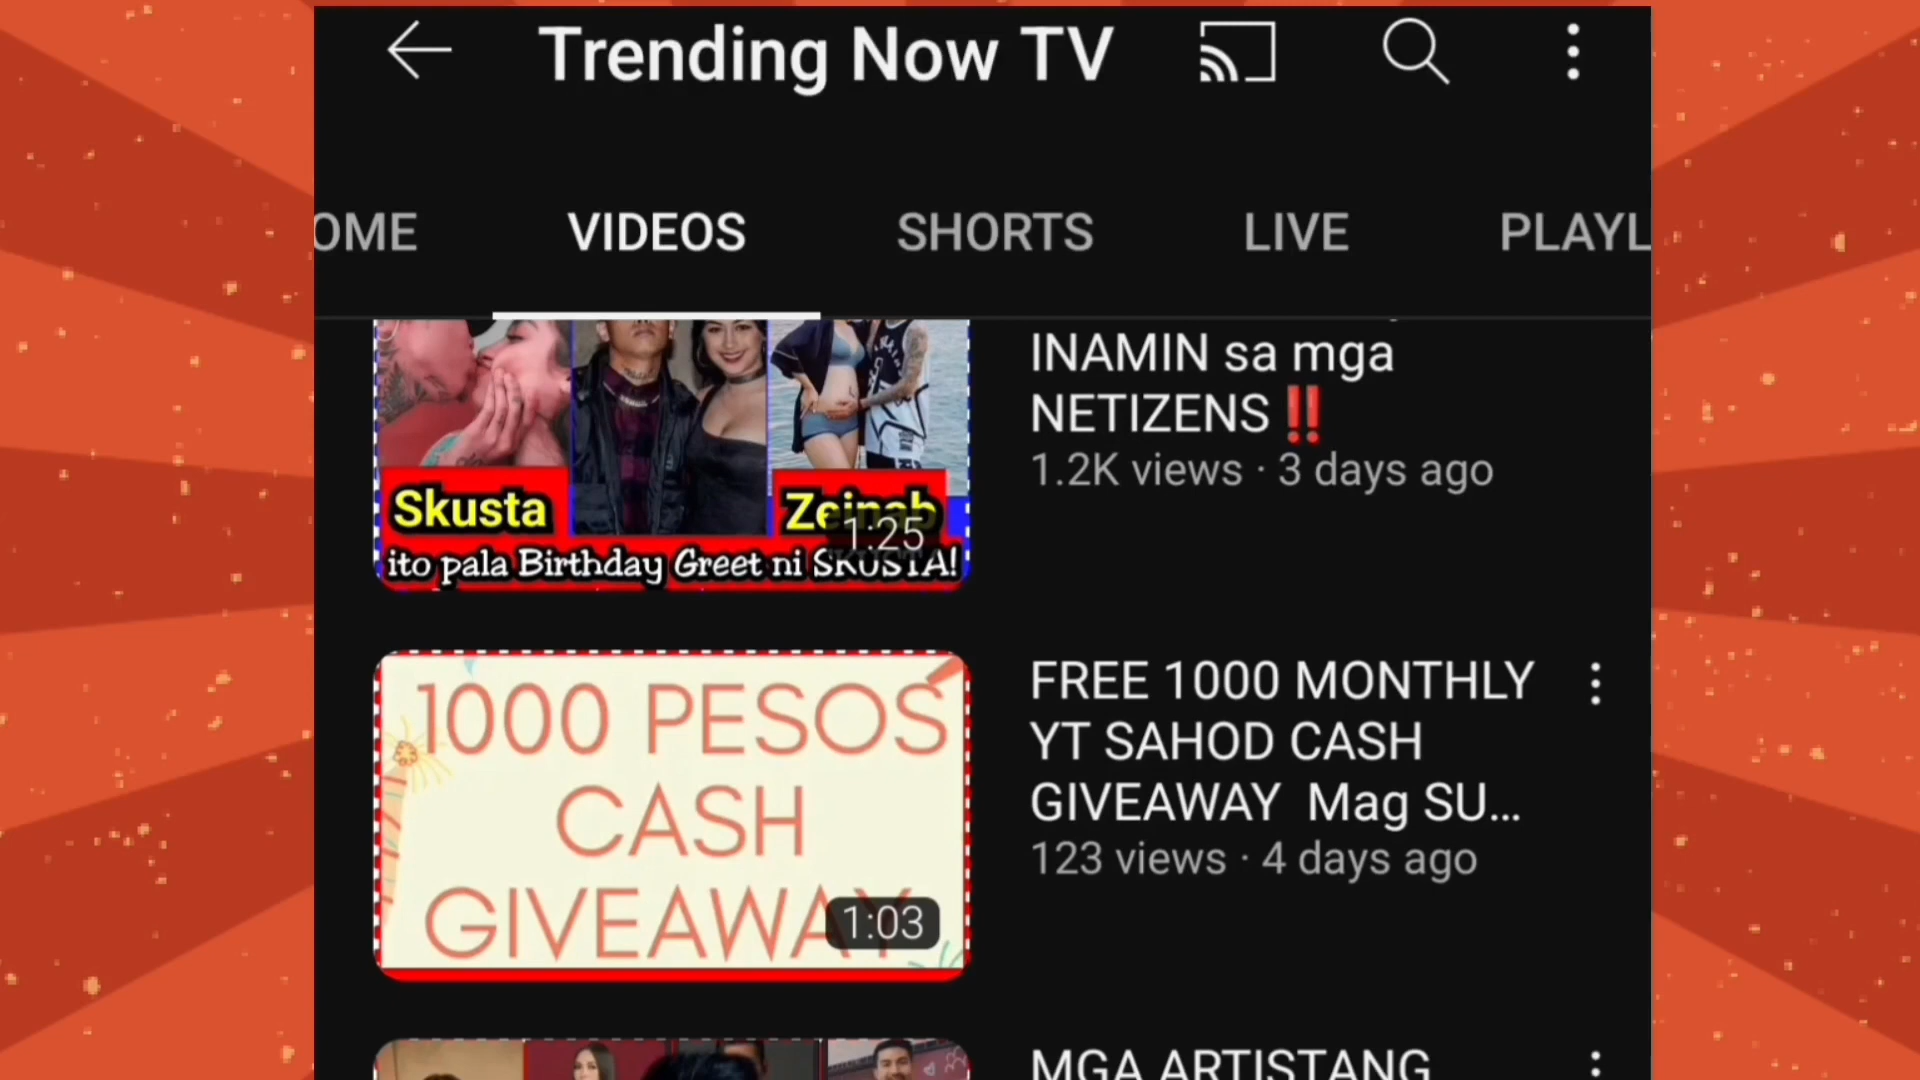 Trending Now TV
OME VIDEOS SHORTS LIVE PLAYL
INAMIN sa mga
NETIZENS‼️
1.2K views · 3 days ago
Skusta
Zeinab
1:25
ito pala Birthday Greet ni SKUSTA!
1000 PESOS
CASH
GIVEAWAY
1:03
FREE 1000 MONTHLY
YT SAHOD CASH
GIVEAWAY Mag SU...
123 views · 4 days ago
MGA ARTISTANG